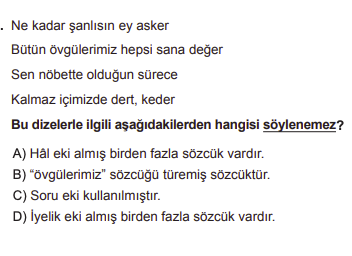 . Ne kadar şanlısın ey asker
Bütün övgülerimiz hepsi sana değer
Sen nöbette olduğun sürece
Kalmaz içimizde dert, keder
Bu dizelerle ilgili aşağıdakilerden hangisi söylenemez?
A) Hâl eki almış birden fazla sözcük vardır.
B) “övgülerimiz” sözcüğü türemiş sözcüktür.
C) Soru eki kullanılmıştır.
D) İyelik eki almış birden fazla sözcük vardır.